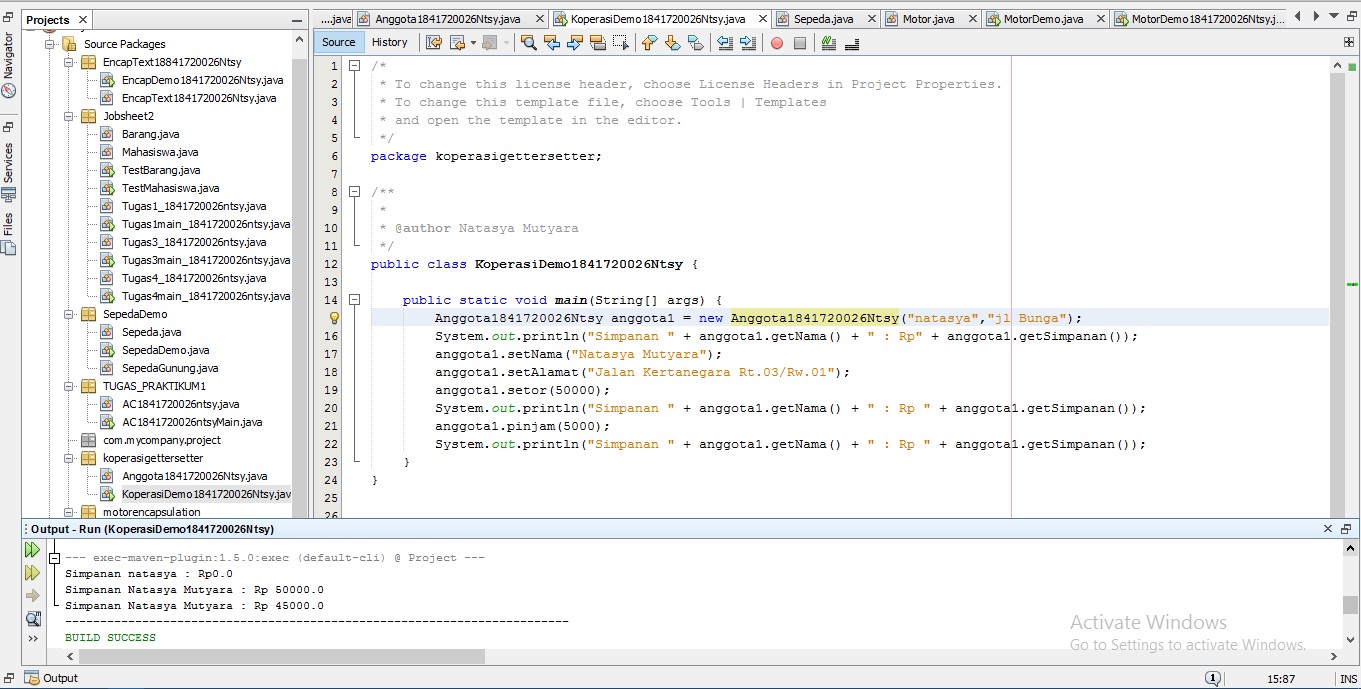 Projects ×
Navigator
Services
Files
Source Packages
EncapText18841720026Ntsy
EncapDemo1841720026Ntsy.java
EncapText1841720026Ntsy.java
Jobsheet2
Barang.java
Mahasiswa.java
TestBarang.java
TestMahasiswa.java
Tugas1_1841720026ntsy.java
Tugas1main_1841720026ntsy.java
Tugas3_1841720026ntsy.java
Tugas3main_1841720026ntsy.java
Tugas4_1841720026ntsy.java
Tugas4main_1841720026ntsy.java
SepedaDemo
Sepeda.java
SepedaDemo.java
SepedaGunung.java
TUGAS_PRAKTIKUM1
AC1841720026ntsy.java
AC1841720026ntsyMain.java
com.mycompany.project
koperasigettersetter
Anggota1841720026Ntsy.java
KoperasiDemo1841720026Ntsy.jav
motorencapsulation
....java Anggota1841720026Ntsy.java × KoperasiDemo1841720026Ntsy.java × Sepeda.java × Motor.java × MotorDemo.java × MotorDemo1841720026Ntsy.j...
Source History
1 /*
2 * To change this license header, choose License Headers in Project Properties.
3 * To change this template file, choose Tools | Templates
4 * and open the template in the editor.
5 */
6 package koperasigettersetter;
7
8 /**
9 *
10 * @author Natasya Mutyara
11 */
12 public class KoperasiDemo1841720026Ntsy {
13
14 public static void main(String[] args) {
Anggota1841720026Ntsy anggota1 = new Anggota1841720026Ntsy("natasya","jl Bunga");
16 System.out.println("Simpanan " + anggota1.getNama() + " : Rp" + anggota1.getSimpanan());
17 anggota1.setNama("Natasya Mutyara");
18 anggota1.setAlamat("Jalan Kertanegara Rt.03/Rw.01");
19 anggota1.setor(50000);
20 System.out.println("Simpanan " + anggota1.getNama() + " : Rp " + anggota1.getSimpanan());
21 anggota1.pinjam(5000);
22 System.out.println("Simpanan " + anggota1.getNama() + " : Rp " + anggota1.getSimpanan());
23 }
24 }
25
26
Output - Run (KoperasiDemo1841720026Ntsy)
--- exec-maven-plugin:1.5.0:exec (default-cli) @ Project ---
Simpanan natasya : Rp0.0
Simpanan Natasya Mutyara : Rp 50000.0
Simpanan Natasya Mutyara : Rp 45000.0
------------------------------------------------------------------------
BUILD SUCCESS
Activate Windows
Go to Settings to activate Windows.
Output
1 15:87 INS